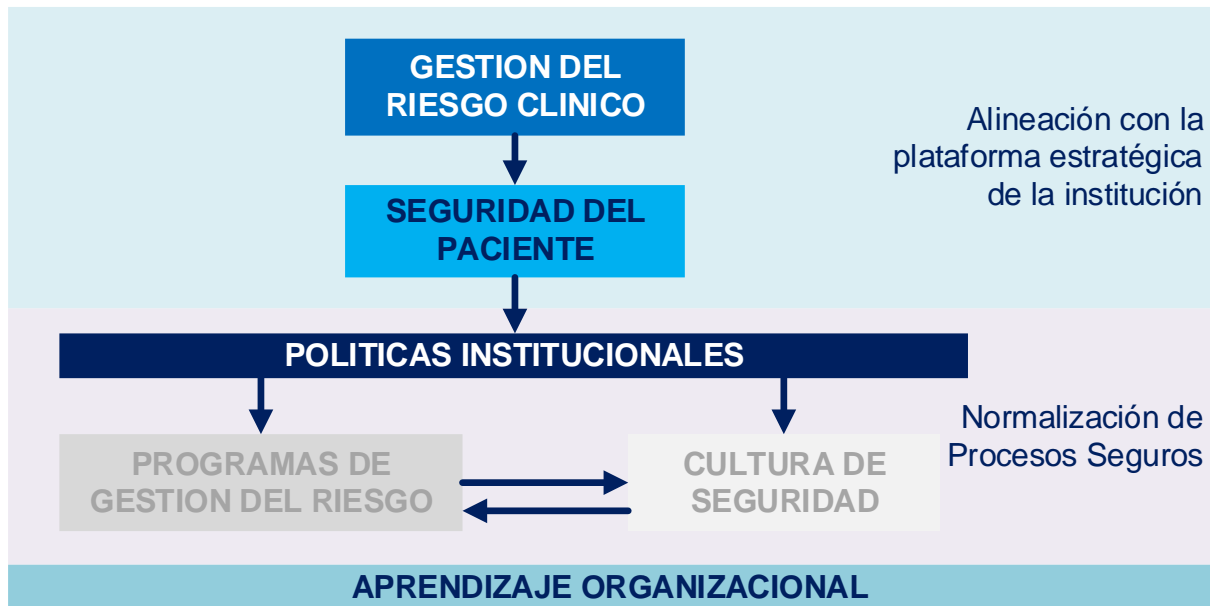 GESTION DEL
RIESGO CLINICO
Alineación con la
plataforma estratégica
de la institución
SEGURIDAD DEL
PACIENTE
POLITICAS INSTITUCIONALES
PROGRAMAS DE
GESTION DEL RIESGO
CULTURA DE
SEGURIDAD
Normalización de
Procesos Seguros
APRENDIZAJE ORGANIZACIONAL